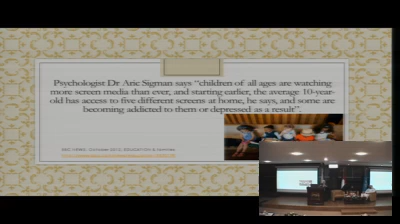 Psychologist Dr Aric Sigman says "children of all ages are watching
more screen media than ever, and starting earlier, the average 10-year-
old has access to five different screens at home, he says, and some are
becoming addicted to them or depressed as a result".